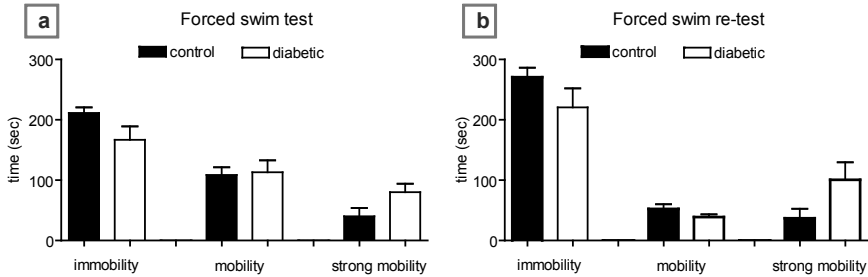 a
Forced swim test
control
diabetic
time (sec)
300
200
100
0
immobility
mobility
strong mobility
b
Forced swim re-test
control
diabetic
time (sec)
300
200
100
0
immobility
mobility
strong mobility